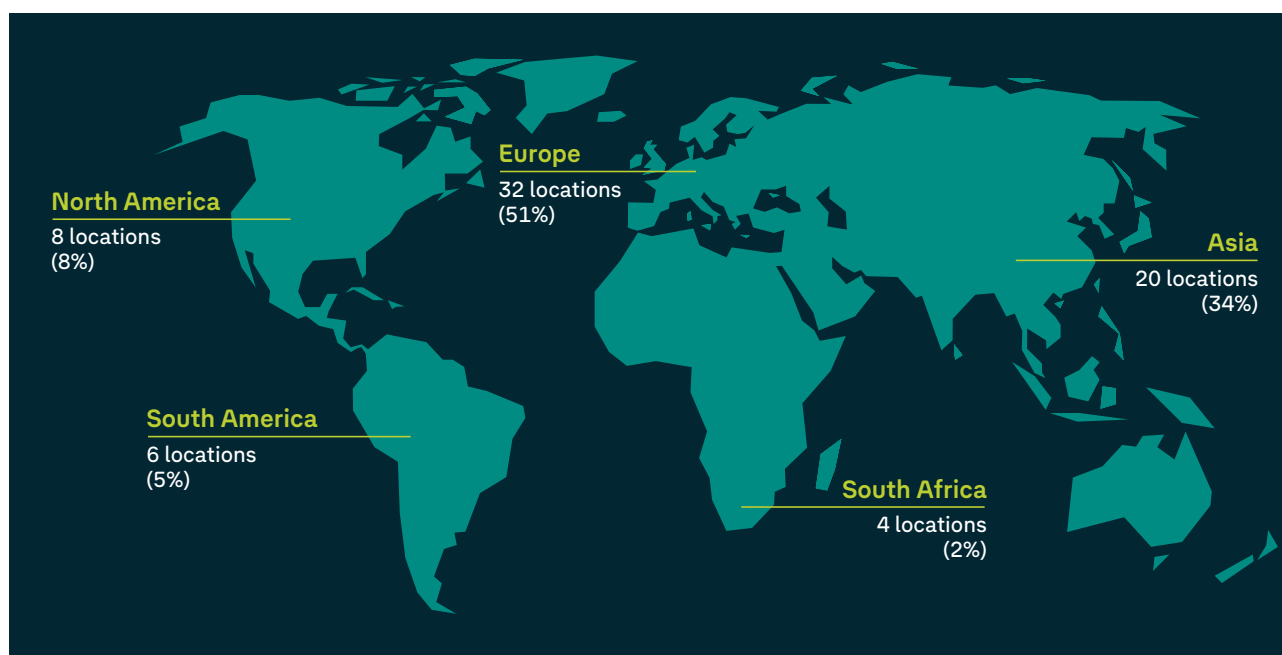 Europe
32 locations
(51%)
North America
8 locations
(8%)
Asia
20 locations
(34%)
South America
6 locations
(5%)
South Africa
4 locations
(2%)